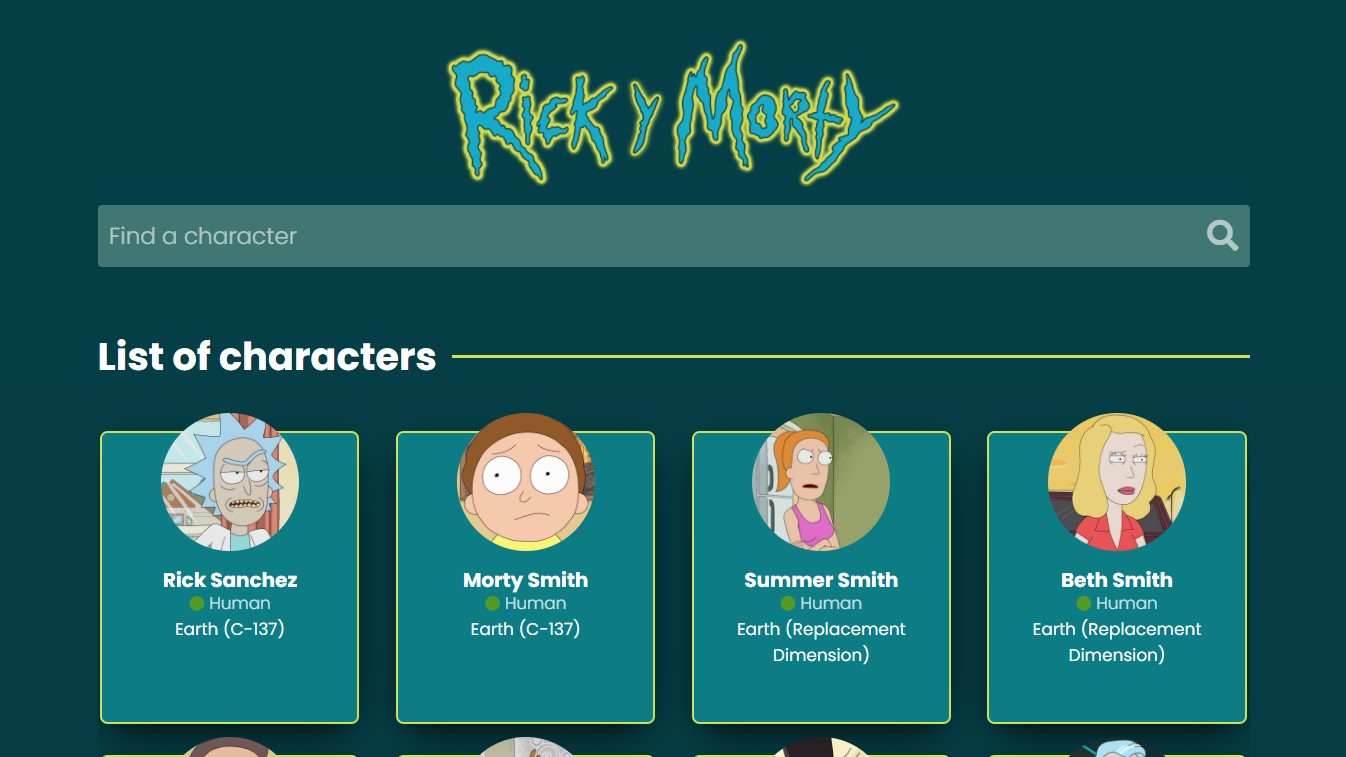 Rick y Morty
Find a character
List of characters
Rick Sanchez
Human
Earth (C-137)
Morty Smith
Human
Earth (C-137)
Summer Smith
Human
Earth (Replacement
Dimension)
Beth Smith
Human
Earth (Replacement
Dimension)